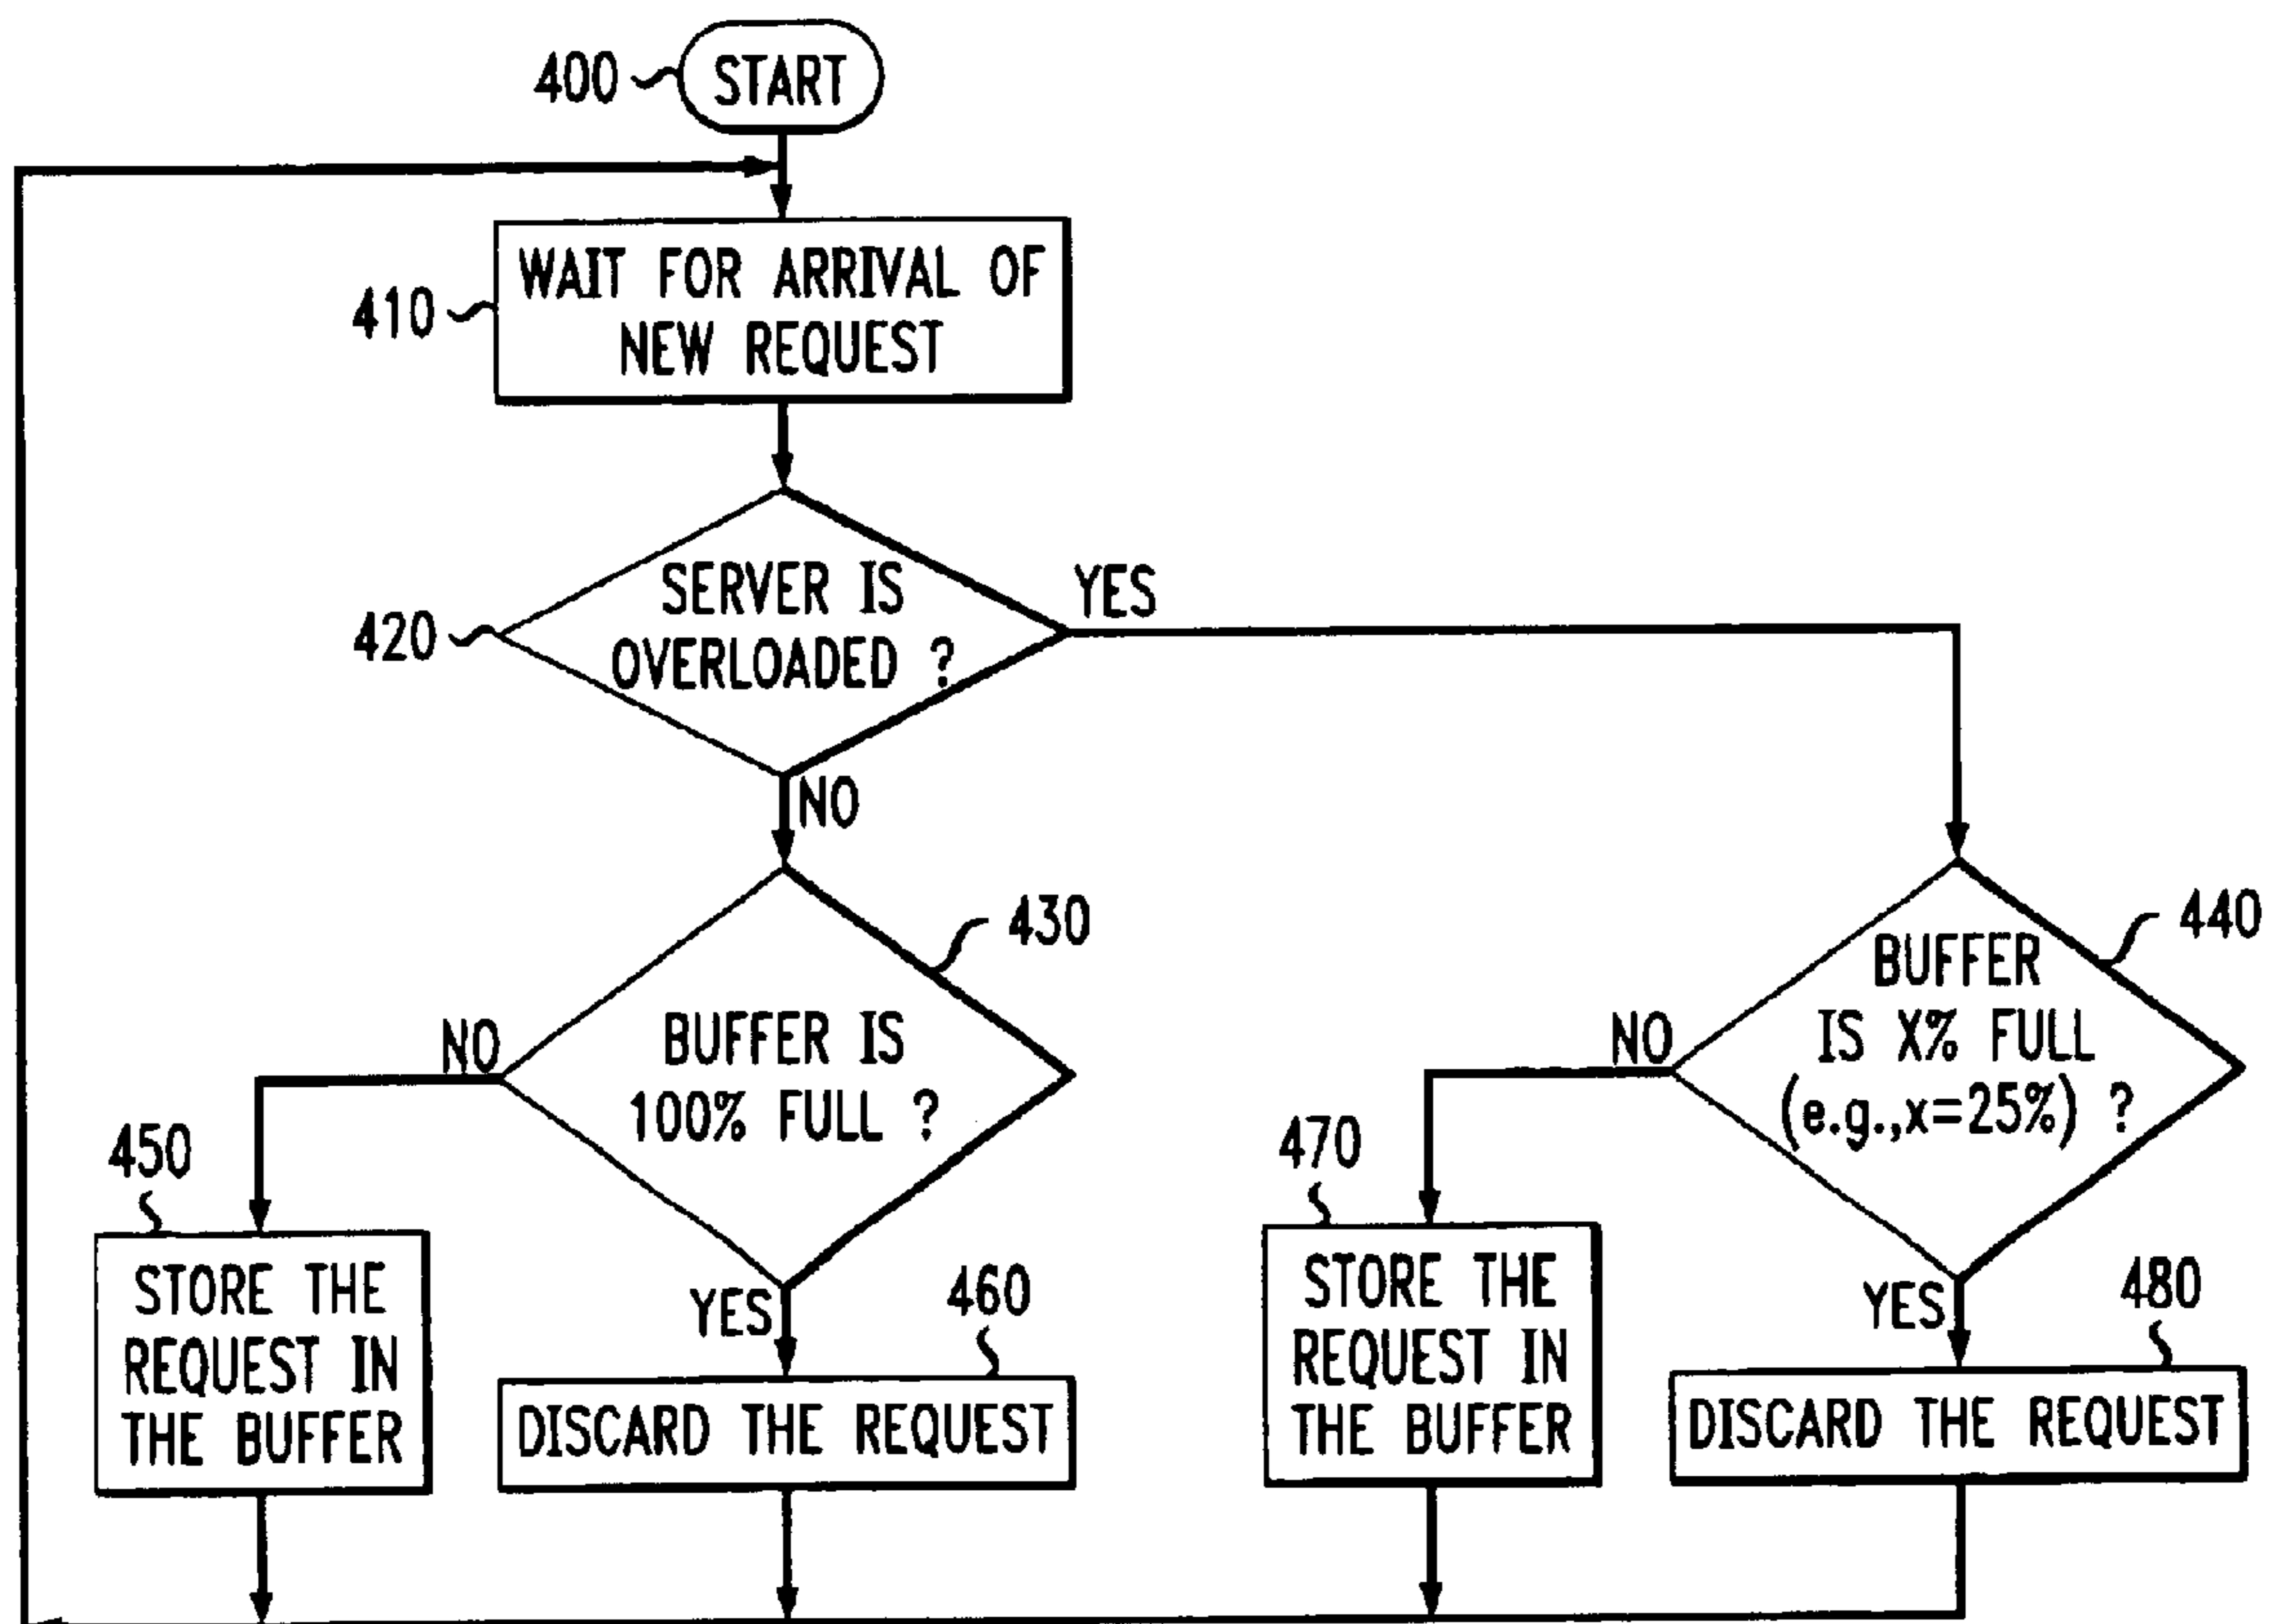 400
START
410
WAIT FOR ARRIVAL OF
NEW REQUEST
420
SERVER IS
OVERLOADED ?
YES
NO
430
BUFFER IS
100% FULL ?
NO
YES
440
BUFFER
IS X% FULL
(e.g.,x=25%) ?
NO
YES
450
STORE THE
REQUEST IN
THE BUFFER
460
DISCARD THE REQUEST
470
STORE THE
REQUEST IN
THE BUFFER
480
DISCARD THE REQUEST